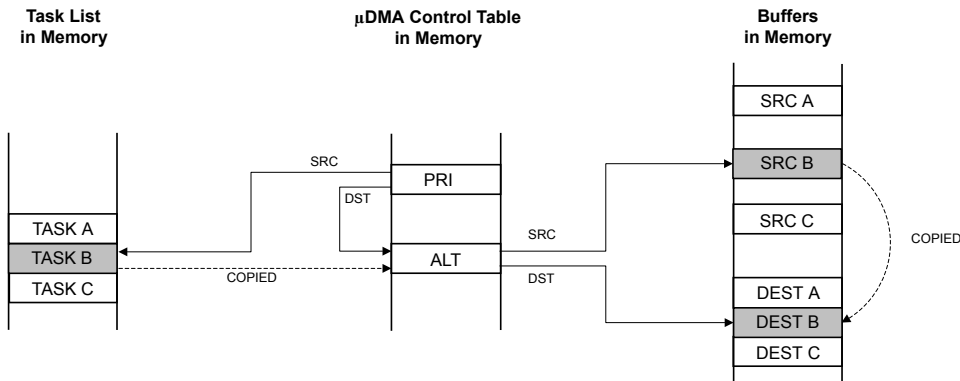 Task List
in Memory
µDMA Control Table
in Memory
Buffers
in Memory
SRC A
SRC B
SRC C
SRC
PRI
DST
TASK A
TASK B
TASK C
COPIED
ALT
SRC
DST
COPIED
DEST A
DEST B
DEST C